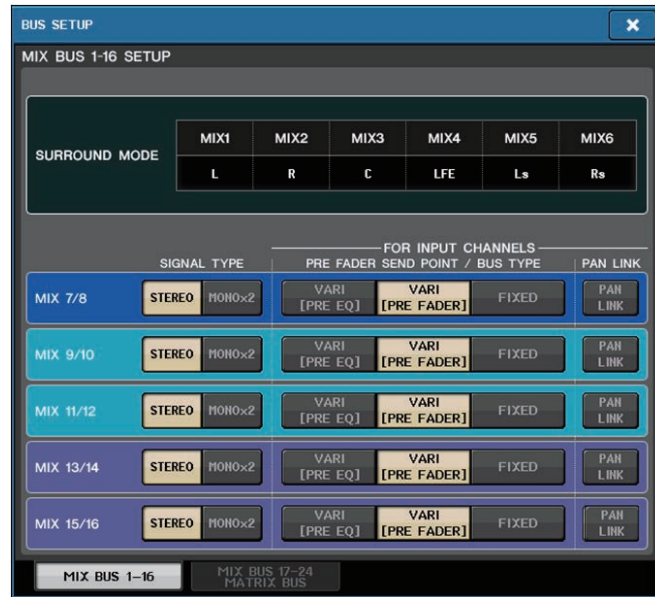 BUS SETUP
MIX BUS 1-16 SETUP
MIX1 MIX2 MIX3 MIX4 MIX5 MIX6
SURROUND MODE
L R C LFE Ls Rs
FOR INPUT CHANNELS
SIGNAL TYPE PRE FADER SEND POINT / BUS TYPE PAN LINK
MIX 7/8 STEREO MONO×2 VARI [PRE EQ] VARI [PRE FADER] FIXED PAN LINK
MIX 9/10 STEREO MONO×2 VARI [PRE EQ] VARI [PRE FADER] FIXED PAN LINK
MIX 11/12 STEREO MONO×2 VARI [PRE EQ] VARI [PRE FADER] FIXED PAN LINK
MIX 13/14 STEREO MONO×2 VARI [PRE EQ] VARI [PRE FADER] FIXED PAN LINK
MIX 15/16 STEREO MONO×2 VARI [PRE EQ] VARI [PRE FADER] FIXED PAN LINK
MIX BUS 1-16 MIX BUS 17-24 MATRIX BUS